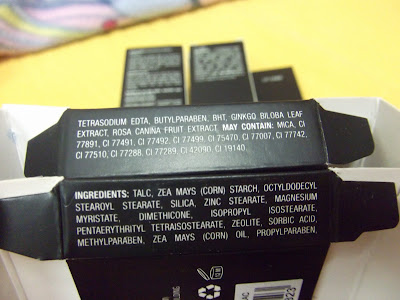 TETRASODIUM EDTA, BUTYLPARABEN, BHT, GINKGO BILOBA LEAF
EXTRACT, ROSA CANINA FRUIT EXTRACT. MAY CONTAIN: MICA, CI
77891, CI 77491, CI 77492, CI 77499, CI 75470, CI 77007, CI 77742,
CI 77510, CI 77288, CI 77289, CI 42090, CI 19140.
INGREDIENTS: TALC, ZEA MAYS (CORN) STARCH, OCTYLDODECYL
STEAROYL STEARATE, SILICA, ZINC STEARATE, MAGNESIUM
MYRISTATE, DIMETHICONE, ISOPROPYL ISOSTEARATE,
PENTAERYTHRITYL TETRAISOSTEARATE, ZEOLITE, SORBIC ACID,
METHYLPARABEN, ZEA MAYS (CORN) OIL, PROPYLPARABEN,